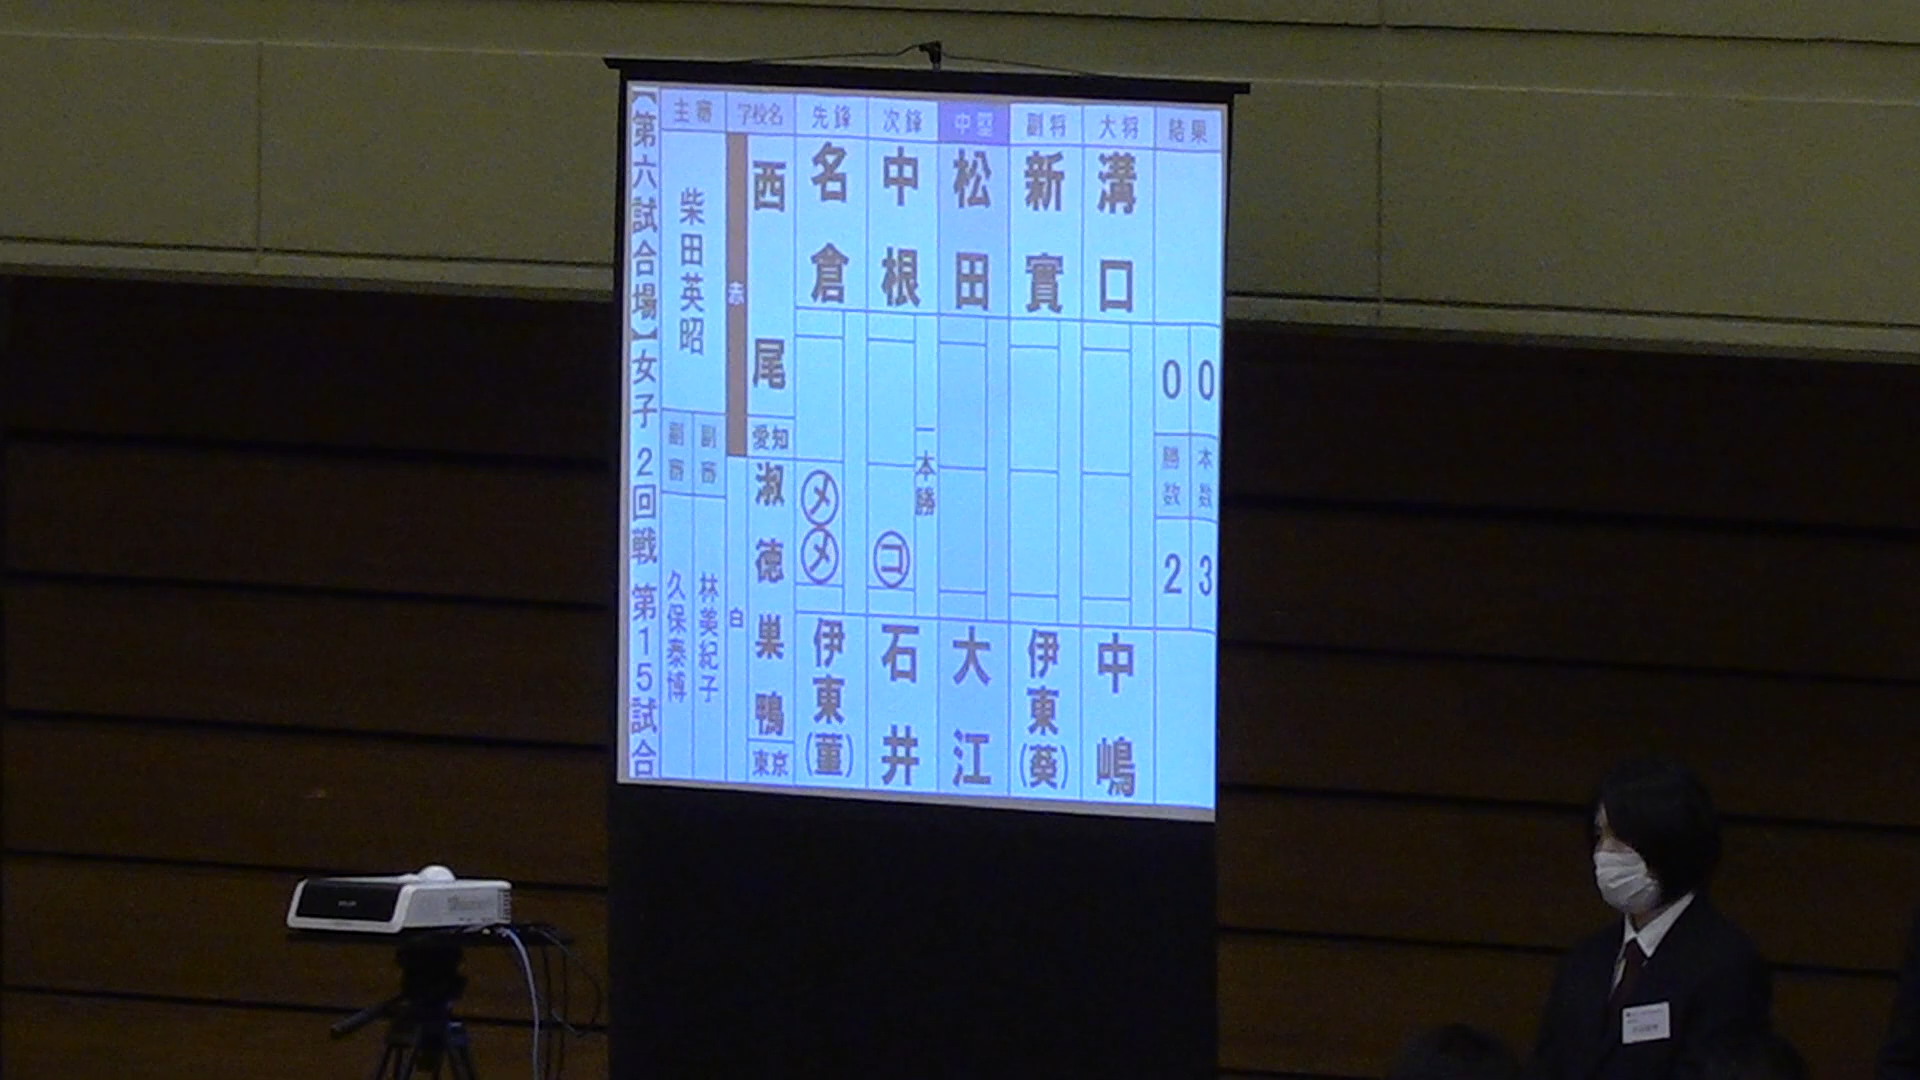 【第六試合場】女子 2回戦 第15試合
主審 学校名 先鋒 次鋒 中堅 副将 大将 結果
柴田英昭
副審 副審
久保泰博 林美紀子
赤 西尾 愛知
名倉 中根 松田 新實 溝口
0 0
一本勝
勝数 本数
メ メ コ
2 3
白 淑徳巣鴨 東京
伊東(菫) 石井 大江 伊東(葵) 中嶋